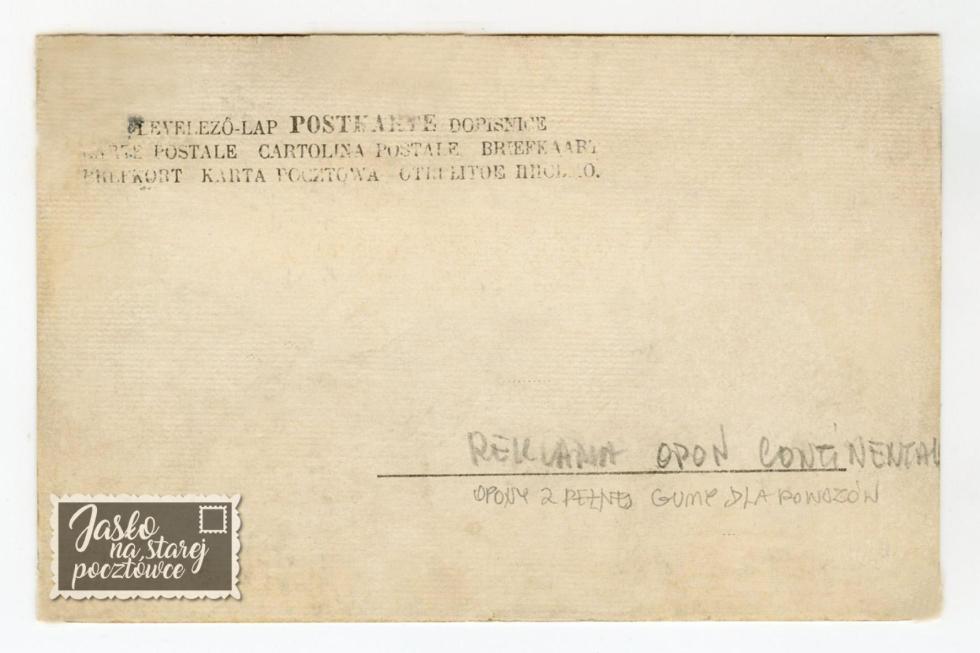 LEVELEZŐ-LAP POSTKARTE DOPISNICE
CARTE POSTALE CARTOLINA POSTALE BRIEFKAART
BREFKORT KARTA POCZTOWA
REKLAMA OPON CONTINENTAL
OPONY Z PEŁNEJ GUMY DLA POWOZÓW
Jasło
na starej
pocztówce